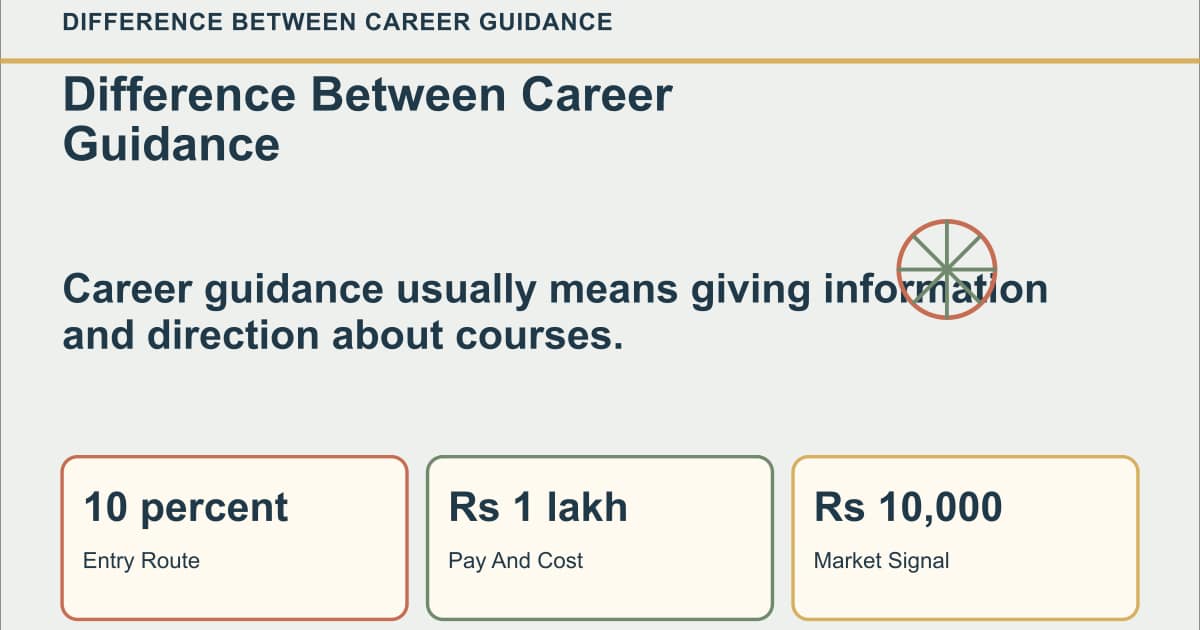 DIFFERENCE BETWEEN CAREER GUIDANCE
Difference Between Career
Guidance
Career guidance usually means giving information
and direction about courses.
10 percent
Entry Route
Rs 1 lakh
Pay And Cost
Rs 10,000
Market Signal